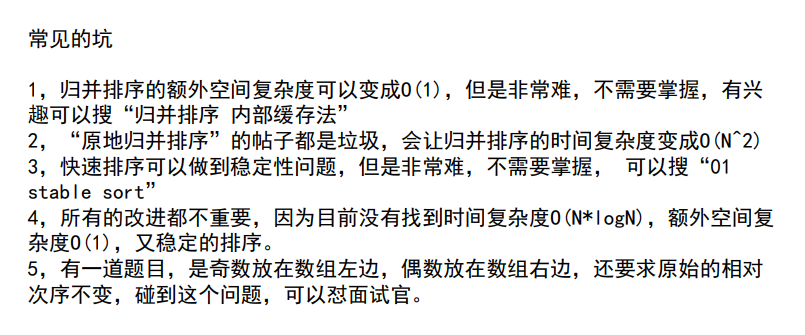 常见的坑
1，归并排序的额外空间复杂度可以变成O(1)，但是非常难，不需要掌握，有兴
趣可以搜“归并排序 内部缓存法”
2，“原地归并排序”的帖子都是垃圾，会让归并排序的时间复杂度变成O(N^2)
3，快速排序可以做到稳定性问题，但是非常难，不需要掌握， 可以搜“01
stable sort”
4，所有的改进都不重要，因为目前没有找到时间复杂度O(N*logN)，额外空间复
杂度O(1)，又稳定的排序。
5，有一道题目，是奇数放在数组左边，偶数放在数组右边，还要求原始的相对
次序不变，碰到这个问题，可以怼面试官。